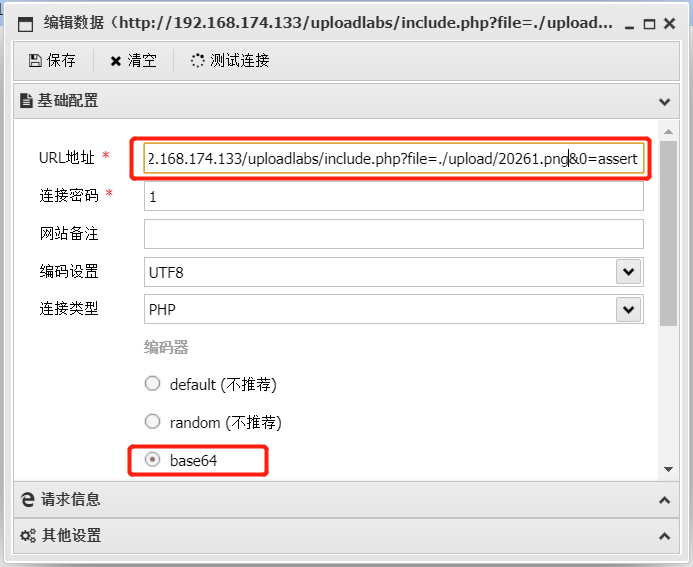 编辑数据（http://192.168.174.133/uploadlabs/include.php?file=./upload...
保存 清空 测试连接
基础配置
URL地址 * 2.168.174.133/uploadlabs/include.php?file=./upload/20261.png&0=assert
连接密码 * 1
网站备注
编码设置 UTF8
连接类型 PHP
编码器
default (不推荐)
random (不推荐)
base64
请求信息
其他设置